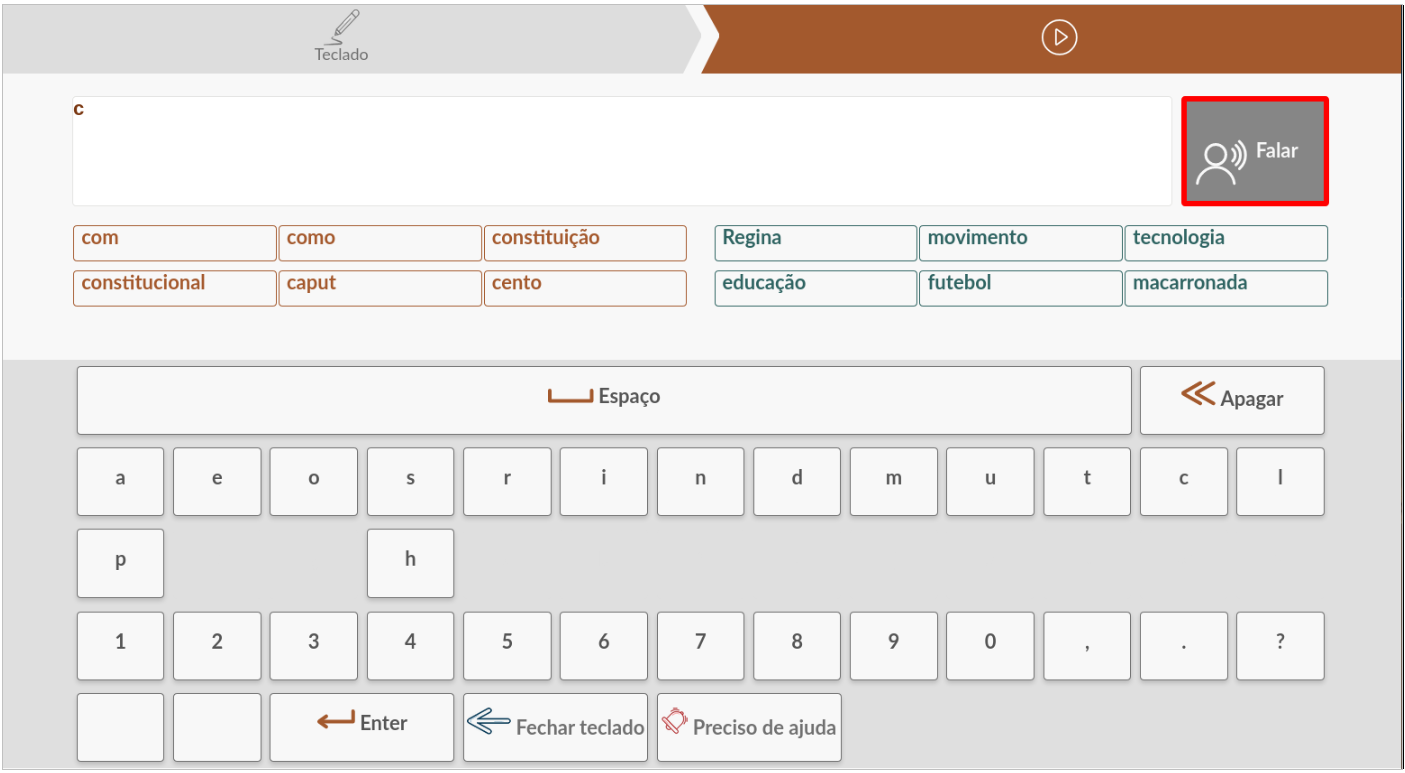 Teclado
c
Falar
com como constituição Regina movimento tecnologia
constitucional caput cento educação futebol macarronada
Espaço Apagar
a e o s r i n d m u t c l
p h
1 2 3 4 5 6 7 8 9 0 , . ?
Enter Fechar teclado Preciso de ajuda